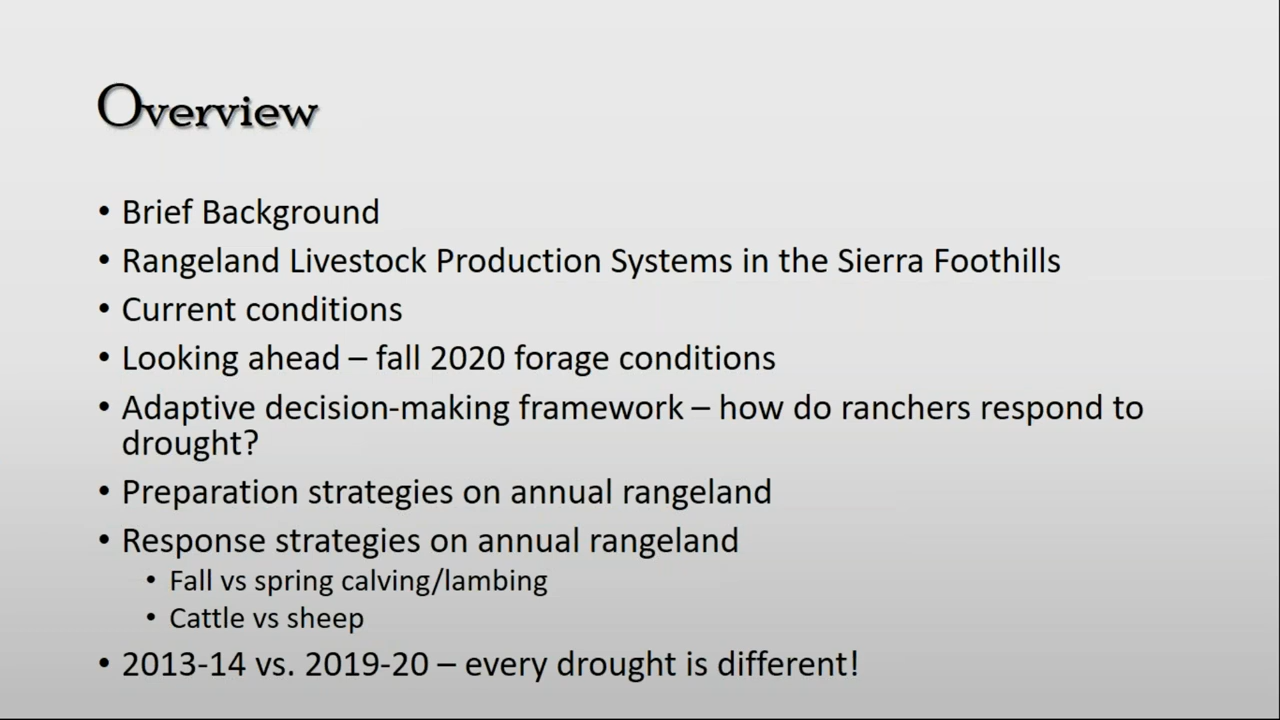 Overview
• Brief Background
• Rangeland Livestock Production Systems in the Sierra Foothills
• Current conditions
• Looking ahead – fall 2020 forage conditions
• Adaptive decision-making framework – how do ranchers respond to
drought?
• Preparation strategies on annual rangeland
• Response strategies on annual rangeland
• Fall vs spring calving/lambing
• Cattle vs sheep
• 2013-14 vs. 2019-20 – every drought is different!